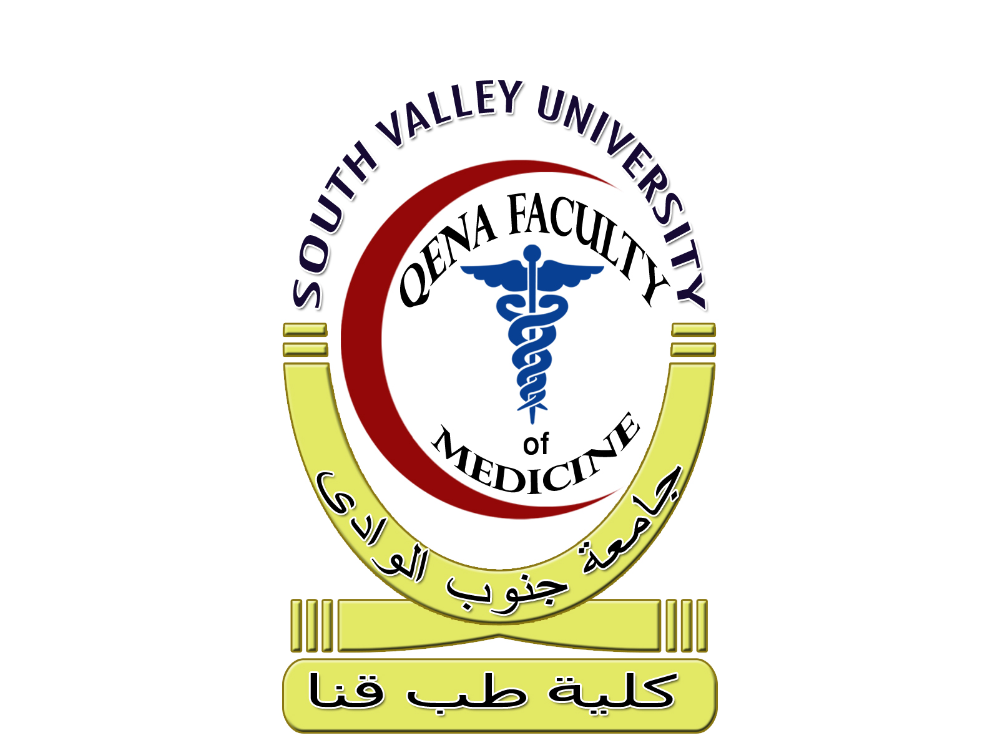 SOUTH VALLEY UNIVERSITY
QENA FACULTY
of
MEDICINE
جامعة جنوب الوادى
كلية طب قنا